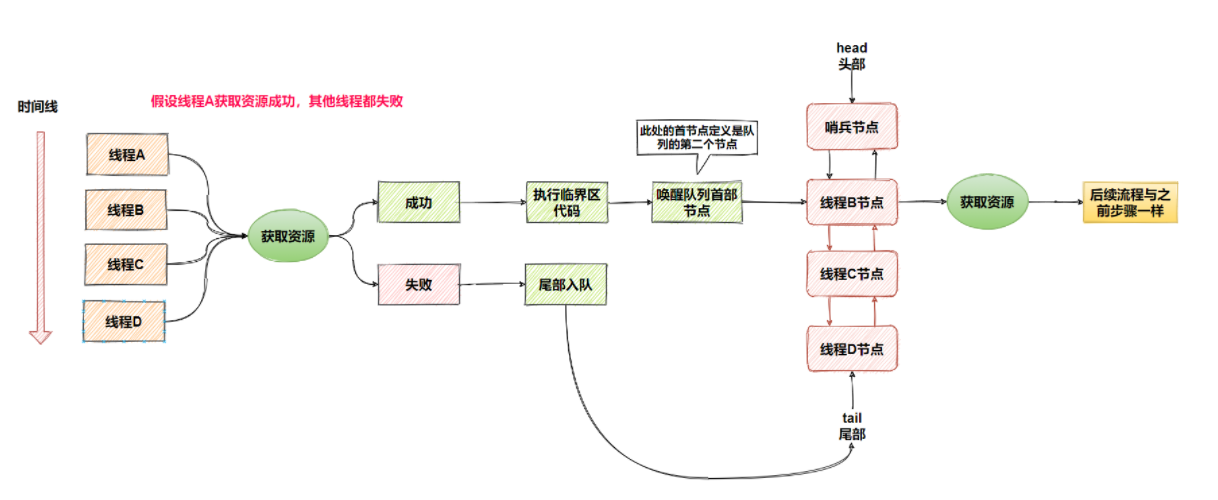 时间线
假设线程A获取资源成功，其他线程都失败
线程A
线程B
线程C
线程D
获取资源
成功
失败
执行临界区
代码
尾部入队
此处的首节点定义是队
列的第二个节点
唤醒队列首部
节点
head
头部
哨兵节点
线程B节点
线程C节点
线程D节点
tail
尾部
获取资源
后续流程与之
前步骤一样